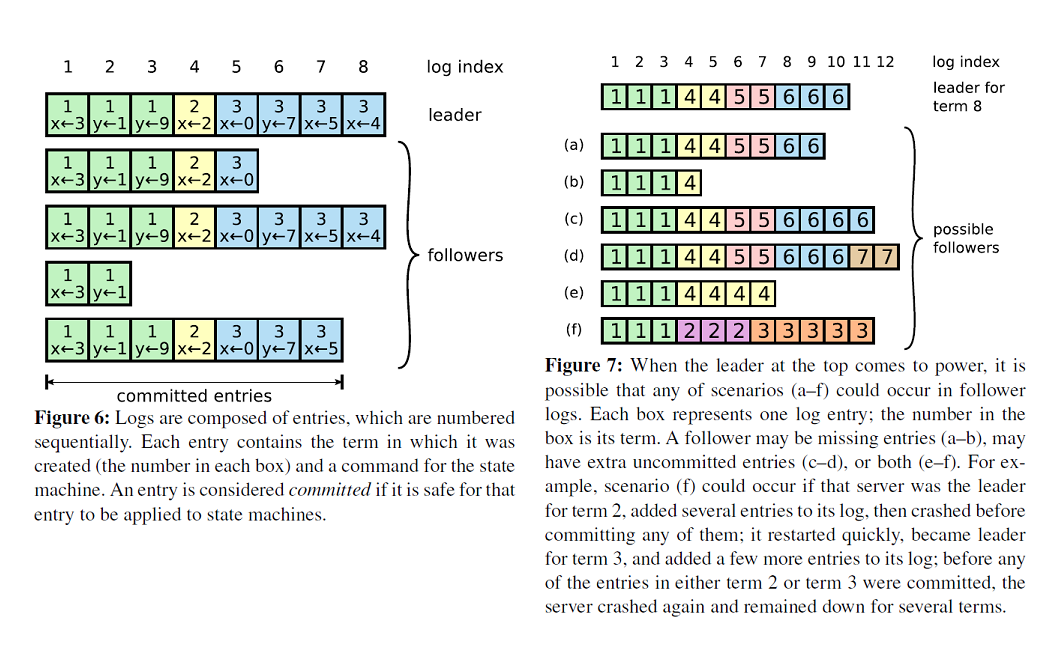 1 2 3 4 5 6 7 8 log index
1 1 1 2 3 3 3 3
x←3 y←1 y←9 x←2 x←0 y←7 x←5 x←4
leader
1 1 1 2 3
x←3 y←1 y←9 x←2 x←0
1 1 1 2 3 3 3 3
x←3 y←1 y←9 x←2 x←0 y←7 x←5 x←4
followers
1 1
x←3 y←1
1 1 1 2 3 3 3
x←3 y←1 y←9 x←2 x←0 y←7 x←5
committed entries
Figure 6: Logs are composed of entries, which are numbered
sequentially. Each entry contains the term in which it was
created (the number in each box) and a command for the state
machine. An entry is considered committed if it is safe for that
entry to be applied to state machines.
1 2 3 4 5 6 7 8 9 10 11 12 log index
1 1 1 4 4 5 5 6 6 6
leader for
term 8
(a) 1 1 1 4 4 5 5 6 6
(b) 1 1 1 4
(c) 1 1 1 4 4 5 5 6 6 6 6
(d) 1 1 1 4 4 5 5 6 6 6 7 7
(e) 1 1 1 4 4 4 4
(f) 1 1 1 2 2 2 3 3 3 3 3
possible
followers
Figure 7: When the leader at the top comes to power, it is
possible that any of scenarios (a–f) could occur in follower
logs. Each box represents one log entry; the number in the
box is its term. A follower may be missing entries (a–b), may
have extra uncommitted entries (c–d), or both (e–f). For ex-
ample, scenario (f) could occur if that server was the leader
for term 2, added several entries to its log, then crashed before
committing any of them; it restarted quickly, became leader
for term 3, and added a few more entries to its log; before any
of the entries in either term 2 or term 3 were committed, the
server crashed again and remained down for several terms.